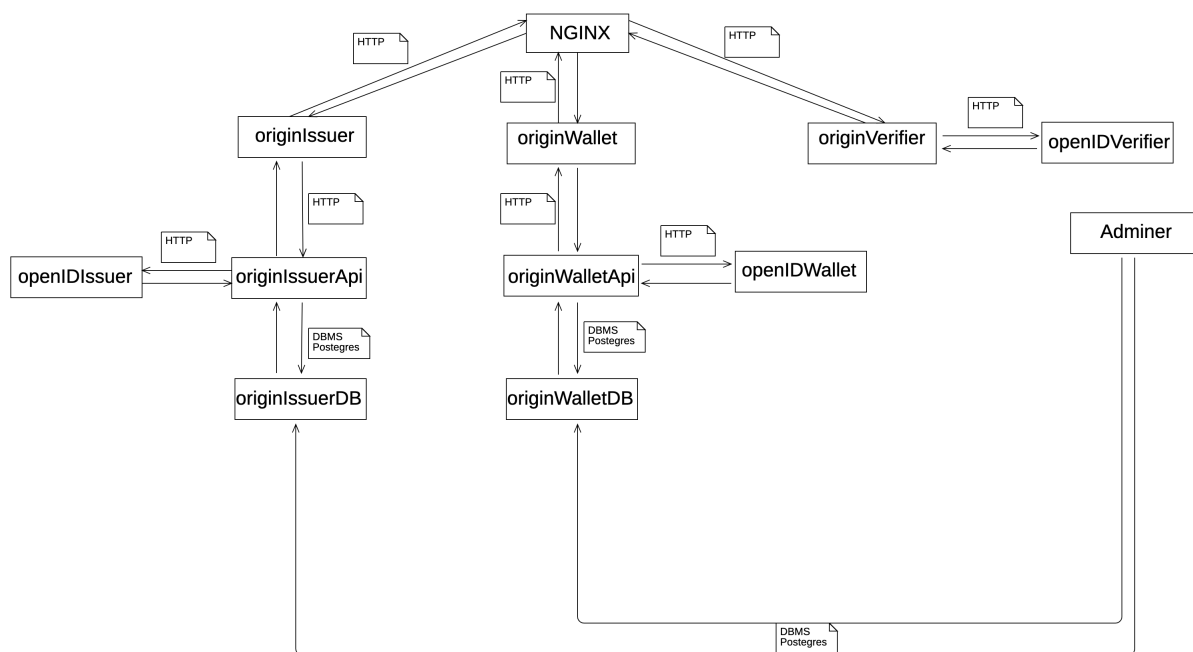 NGINX
HTTP
HTTP
HTTP
HTTP
originIssuer
originWallet
originVerifier
openIDVerifier
HTTP
HTTP
Adminer
HTTP
HTTP
openIDIssuer
originIssuerApi
originWalletApi
openIDWallet
DBMS
Postegres
DBMS
Postegres
originIssuerDB
originWalletDB
DBMS
Postegres